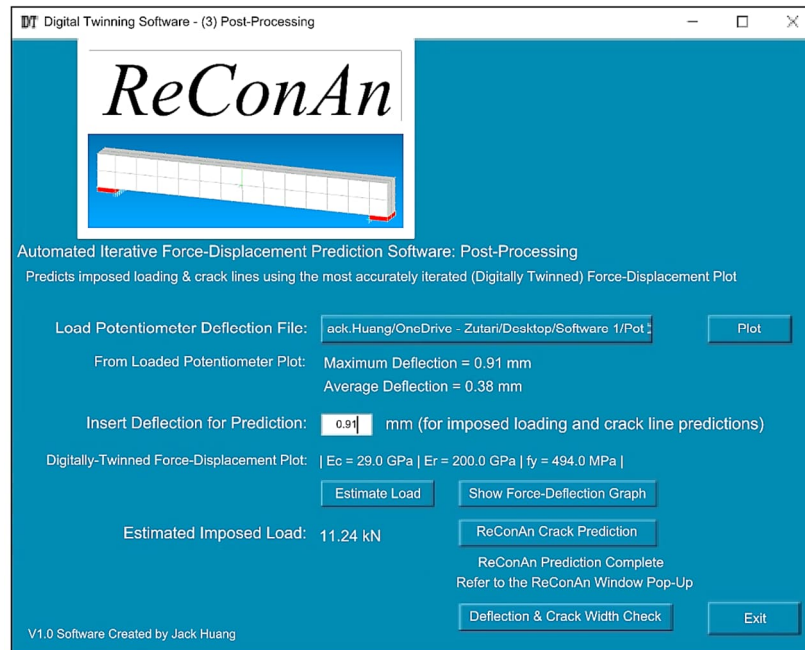 DT Digital Twinning Software - (3) Post-Processing
ReConAn
Automated Iterative Force-Displacement Prediction Software: Post-Processing
Predicts imposed loading & crack lines using the most accurately iterated (Digitally Twinned) Force-Displacement Plot
Load Potentiometer Deflection File: ack.Huang/OneDrive - Zutari/Desktop/Software 1/Pot Plot
From Loaded Potentiometer Plot: Maximum Deflection = 0.91 mm
Average Deflection = 0.38 mm
Insert Deflection for Prediction: 0.91 mm (for imposed loading and crack line predictions)
Digitally-Twinned Force-Displacement Plot: | Ec = 29.0 GPa | Er = 200.0 GPa | fy = 494.0 MPa |
Estimate Load Show Force-Deflection Graph
Estimated Imposed Load: 11.24 kN ReConAn Crack Prediction
ReConAn Prediction Complete
Refer to the ReConAn Window Pop-Up
Deflection & Crack Width Check Exit
V1.0 Software Created by Jack Huang